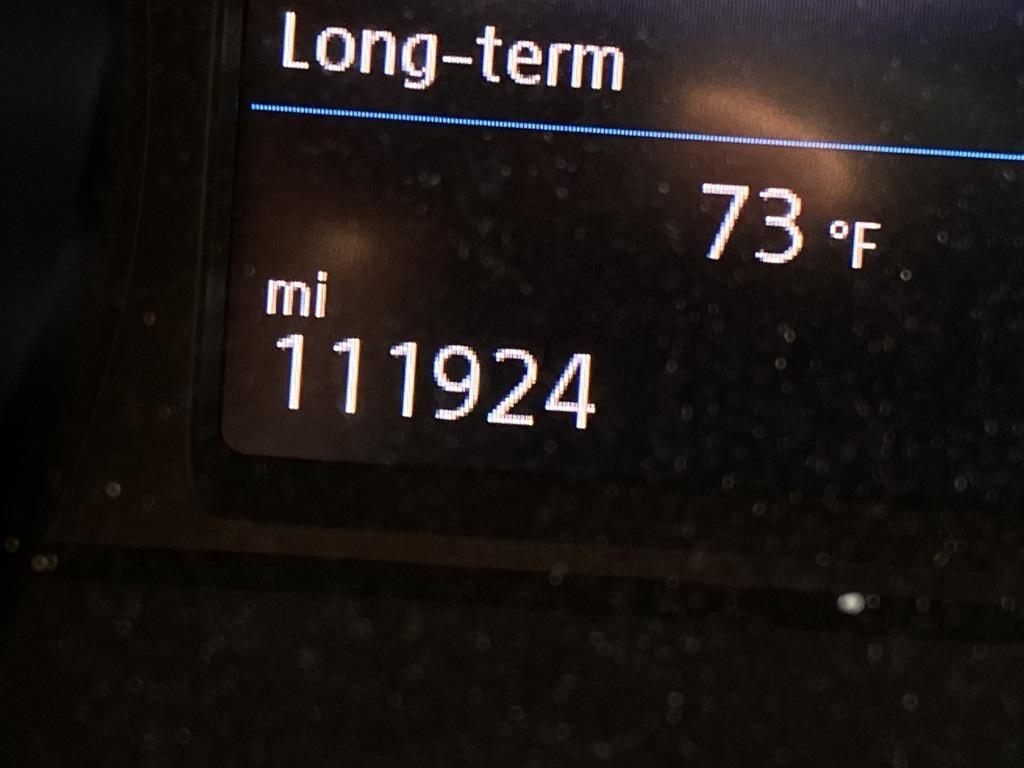 Long-term
73 °F
mi
111924